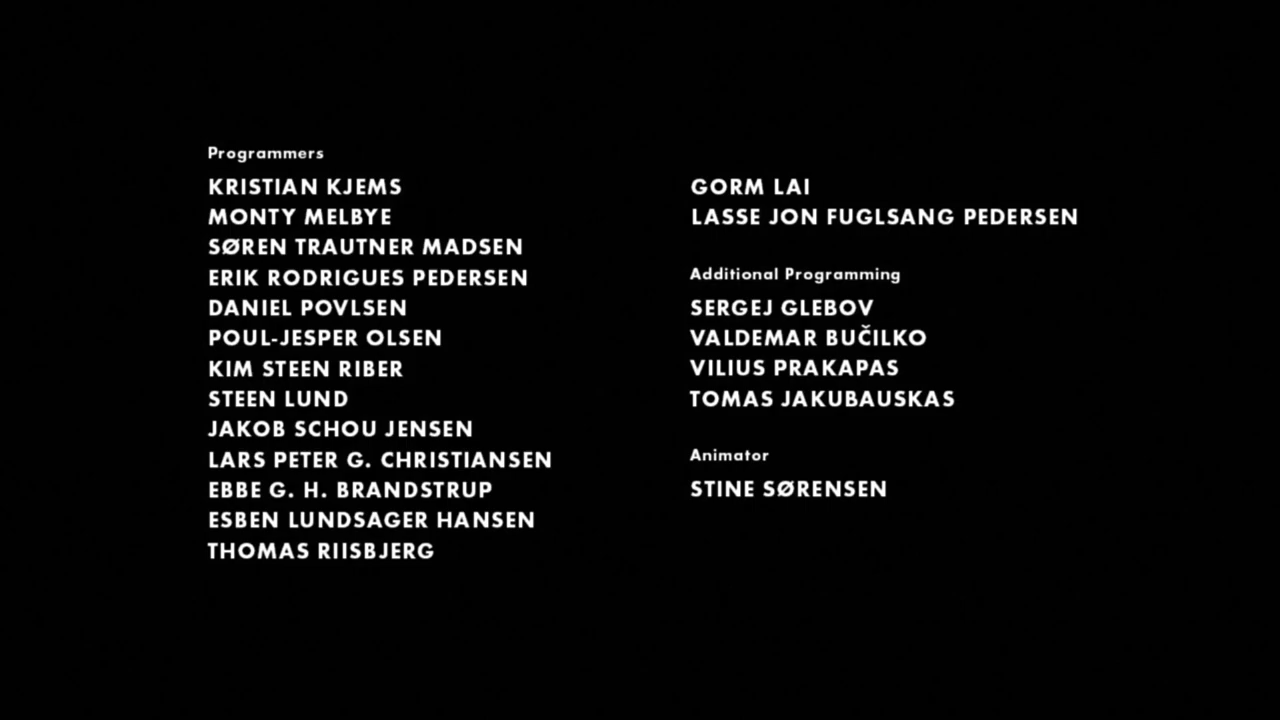 Programmers
KRISTIAN KJEMS
MONTY MELBYE
SØREN TRAUTNER MADSEN
ERIK RODRIGUES PEDERSEN
DANIEL POVLSEN
POUL-JESPER OLSEN
KIM STEEN RIBER
STEEN LUND
JAKOB SCHOU JENSEN
LARS PETER G. CHRISTIANSEN
EBBE G. H. BRANDSTRUP
ESBEN LUNDSAGER HANSEN
THOMAS RIISBJERG
GORM LAI
LASSE JON FUGLSANG PEDERSEN
Additional Programming
SERGEJ GLEBOV
VALDEMAR BUČILKO
VILIUS PRAKAPAS
TOMAS JAKUBAUSKAS
Animator
STINE SØRENSEN